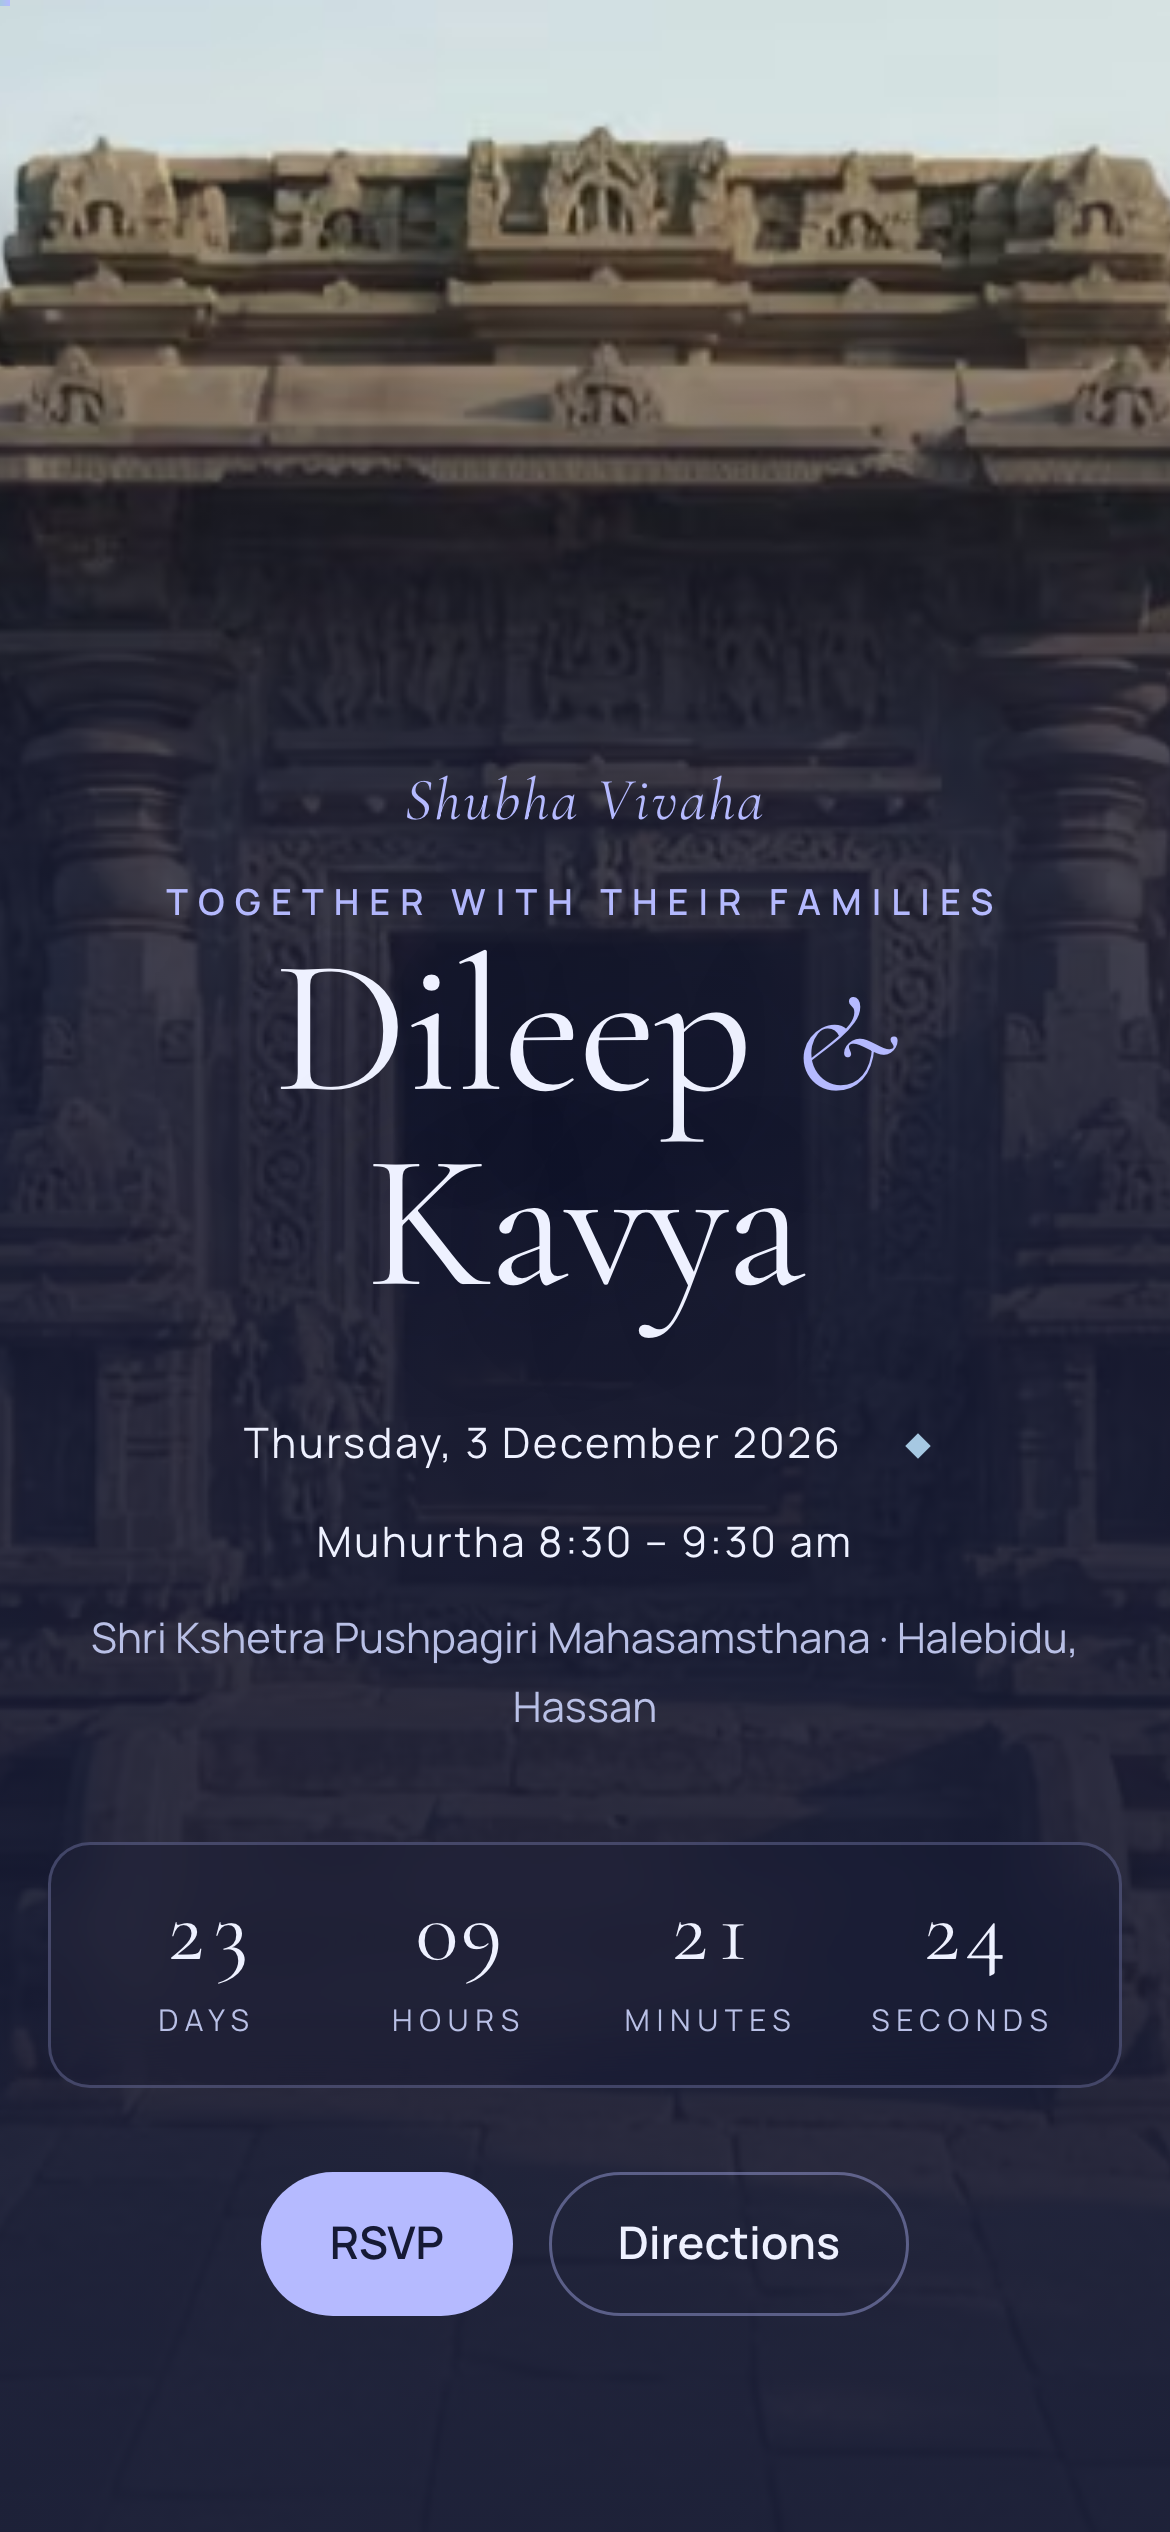 Shubha Vivaha
TOGETHER WITH THEIR FAMILIES
Dileep &
Kavya
Thursday, 3 December 2026 ◆
Muhurtha 8:30 – 9:30 am
Shri Kshetra Pushpagiri Mahasamsthana · Halebidu,
Hassan
23 09 21 24
DAYS HOURS MINUTES SECONDS
RSVP Directions